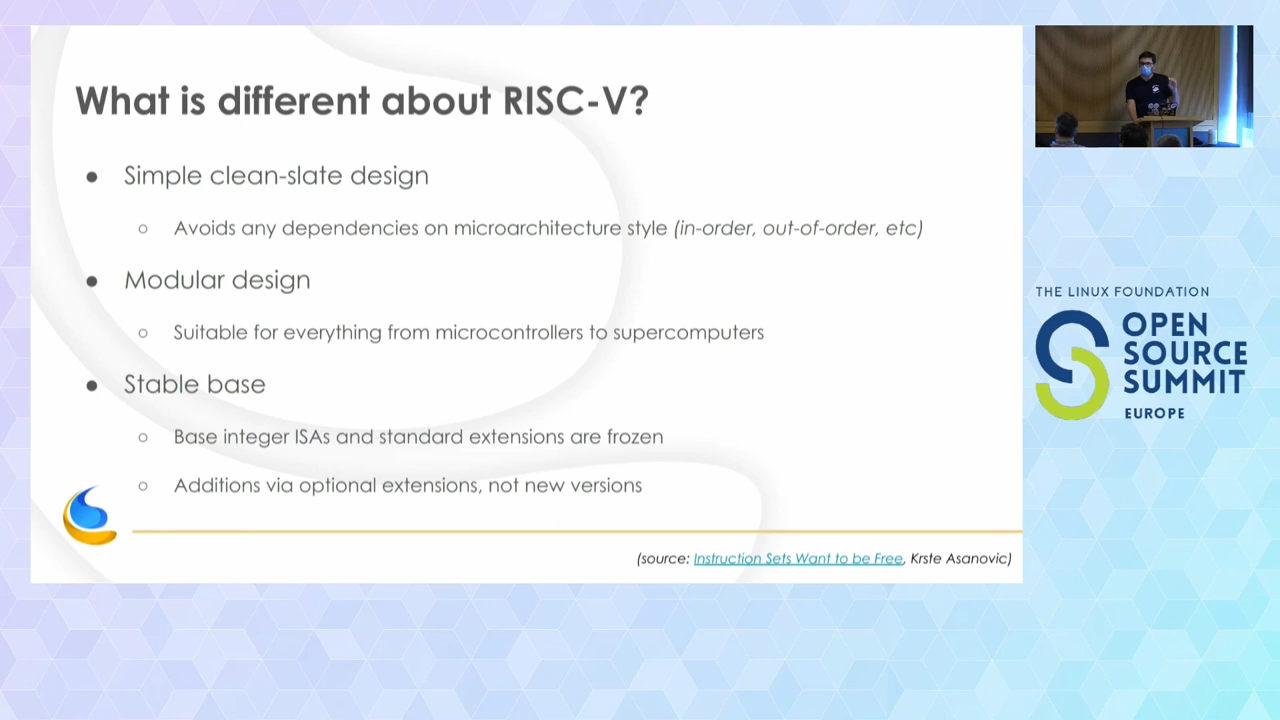 What is different about RISC-V?
● Simple clean-slate design
○ Avoids any dependencies on microarchitecture style (in-order, out-of-order, etc)
● Modular design
○ Suitable for everything from microcontrollers to supercomputers
● Stable base
○ Base integer ISAs and standard extensions are frozen
○ Additions via optional extensions, not new versions
(source: Instruction Sets Want to be Free, Krste Asanovic)
THE LINUX FOUNDATION
OPEN
SOURCE
SUMMIT
EUROPE